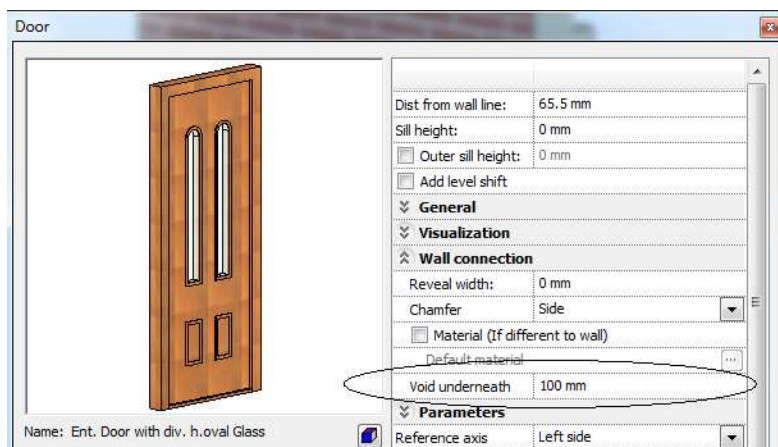 Door
Dist from wall line: 65.5 mm
Sill height: 0 mm
Outer sill height: 0 mm
Add level shift
General
Visualization
Wall connection
Reveal width: 0 mm
Chamfer Side
Material (If different to wall)
Default material ...
Void underneath 100 mm
Parameters
Reference axis Left side
Name: Ent. Door with div. h.oval Glass